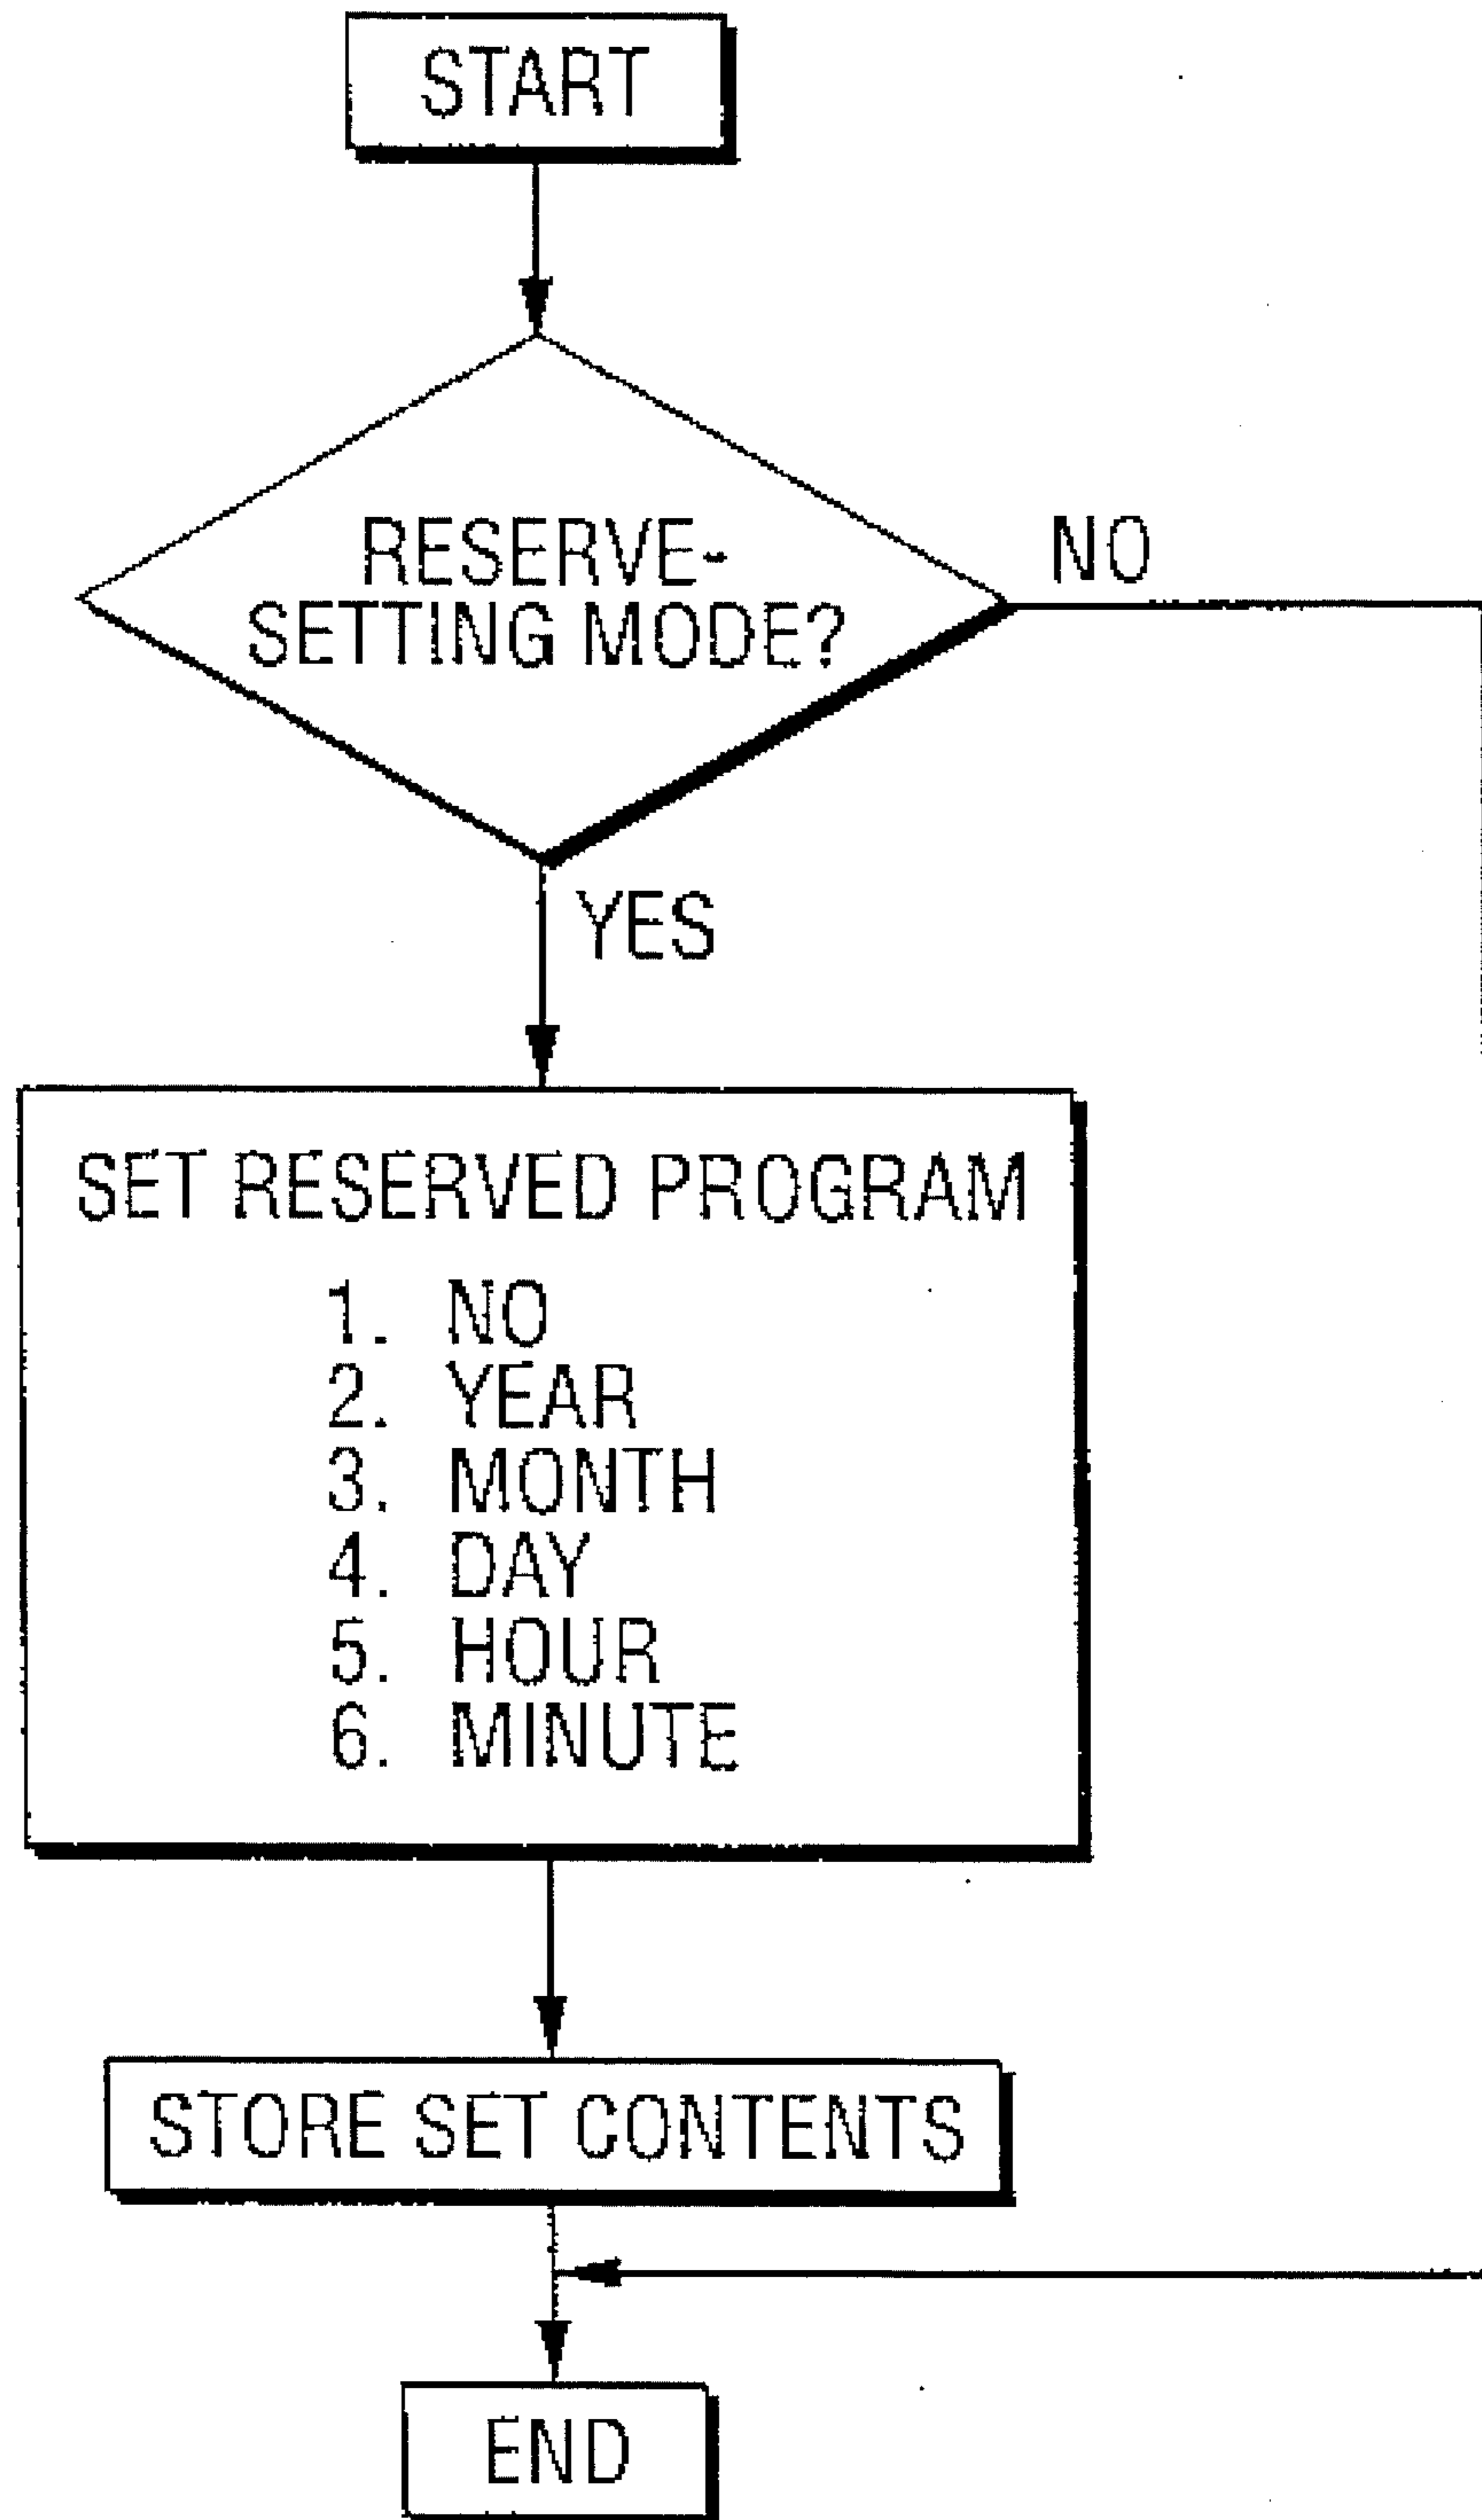 START
RESERVE-
SETTING MODE?
NO
YES
SET RESERVED PROGRAM
1. NO
2. YEAR
3. MONTH
4. DAY
5. HOUR
6. MINUTE
STORE SET CONTENTS
END